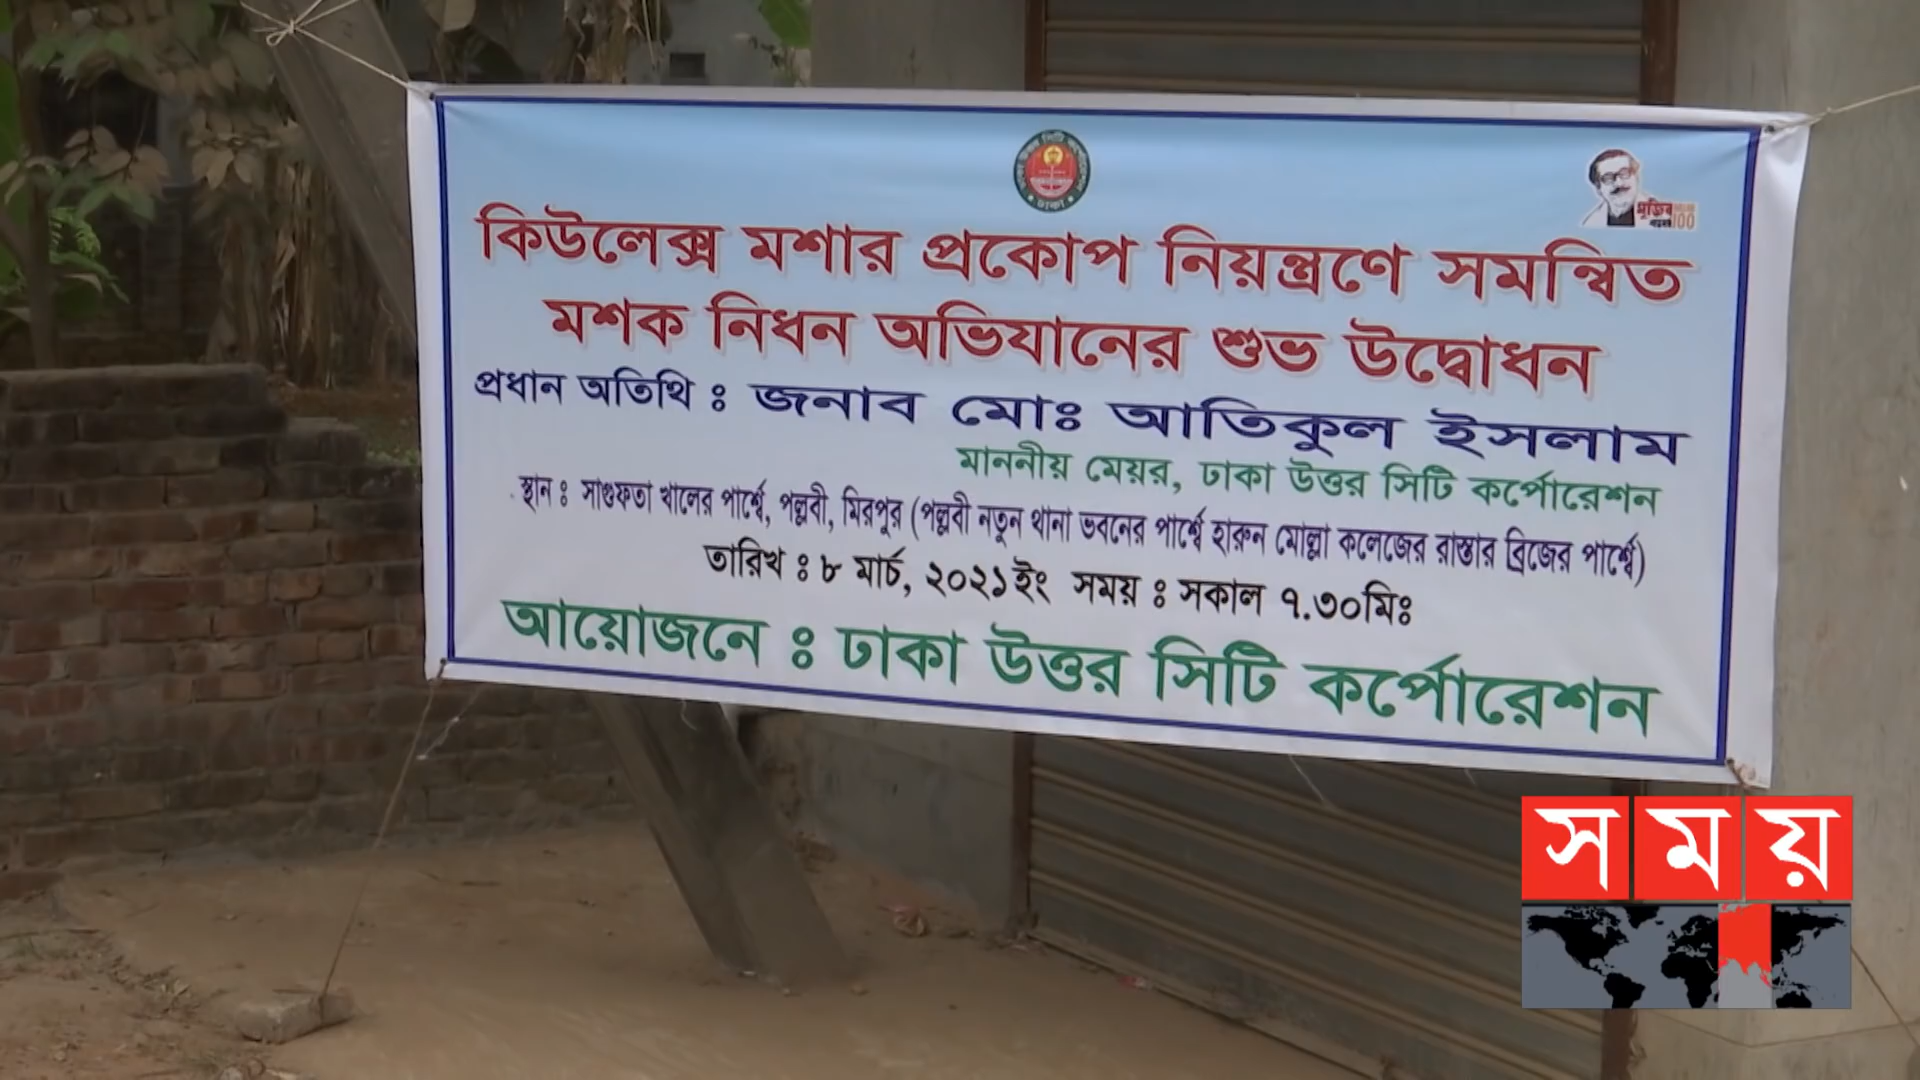 কিউলেক্স মশার প্রকোপ নিয়ন্ত্রণে সমন্বিত
মশক নিধন অভিযানের শুভ উদ্বোধন
প্রধান অতিথি ঃ জনাব মোঃ আতিকুল ইসলাম
মাননীয় মেয়র, ঢাকা উত্তর সিটি কর্পোরেশন
স্থান ঃ সাগুফতা খালের পার্শ্বে, পল্লবী, মিরপুর (পল্লবী নতুন থানা ভবনের পার্শ্বে হারুন মোল্লা কলেজের রাস্তার ব্রিজের পার্শ্বে)
তারিখ ঃ ৮ মার্চ, ২০২১ইং সময় ঃ সকাল ৭.৩০মিঃ
আয়োজনে ঃ ঢাকা উত্তর সিটি কর্পোরেশন
মুজিব
100
সময়